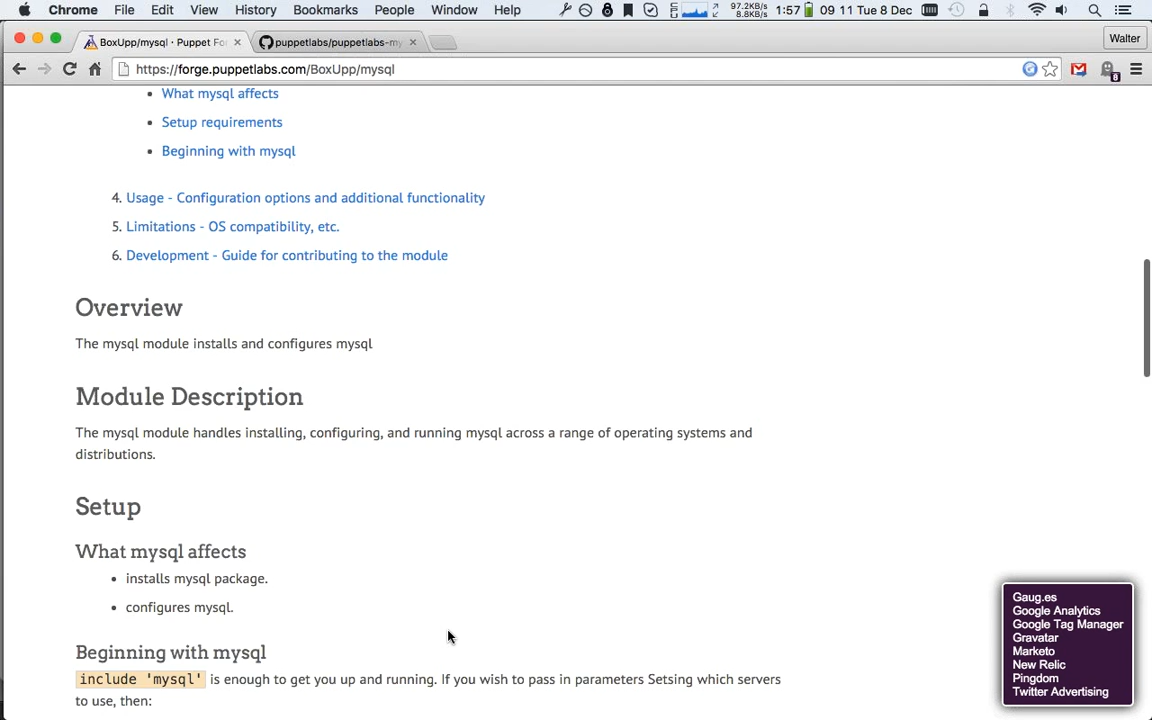 Chrome File Edit View History Bookmarks People Window Help 97.2KB/s 8.8KB/s 1:57 09 11 Tue 8 Dec
BoxUpp/mysql · Puppet Fo × puppetlabs/puppetlabs-my × Walter
https://forge.puppetlabs.com/BoxUpp/mysql 8
What mysql affects
Setup requirements
Beginning with mysql
4. Usage - Configuration options and additional functionality
5. Limitations - OS compatibility, etc.
6. Development - Guide for contributing to the module
Overview
The mysql module installs and configures mysql
Module Description
The mysql module handles installing, configuring, and running mysql across a range of operating systems and
distributions.
Setup
What mysql affects
installs mysql package.
configures mysql.
Beginning with mysql
include 'mysql' is enough to get you up and running. If you wish to pass in parameters Setsing which servers
to use, then:
Gaug.es
Google Analytics
Google Tag Manager
Gravatar
Marketo
New Relic
Pingdom
Twitter Advertising